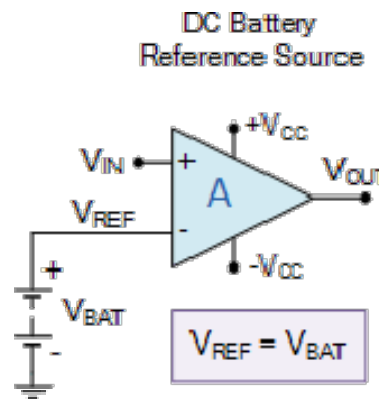 DC Battery
Reference Source
+VCC
VIN
+
A
VOUT
VREF
-
+
VBAT
-
-VCC
VREF = VBAT